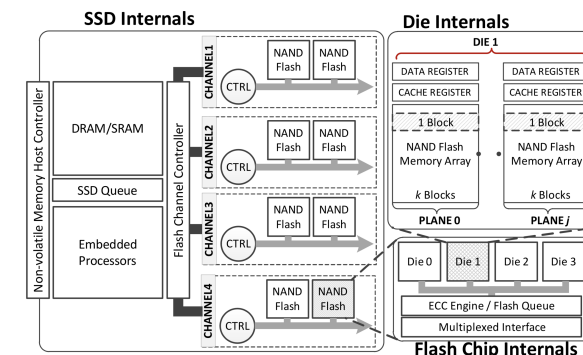 SSD Internals
Non-volatile Memory Host Controller
DRAM/SRAM
SSD Queue
Embedded
Processors
Flash Channel Controller
CHANNEL1
CTRL
NAND
Flash
NAND
Flash
CHANNEL2
CTRL
NAND
Flash
NAND
Flash
CHANNEL3
CTRL
NAND
Flash
NAND
Flash
CHANNEL4
CTRL
NAND
Flash
NAND
Flash
Die Internals
DIE 1
DATA REGISTER
CACHE REGISTER
1 Block
NAND Flash
Memory Array
k Blocks
PLANE 0
DATA REGISTER
CACHE REGISTER
1 Block
NAND Flash
Memory Array
k Blocks
PLANE j
Die 0
Die 1
Die 2
Die 3
ECC Engine / Flash Queue
Multiplexed Interface
Flash Chip Internals